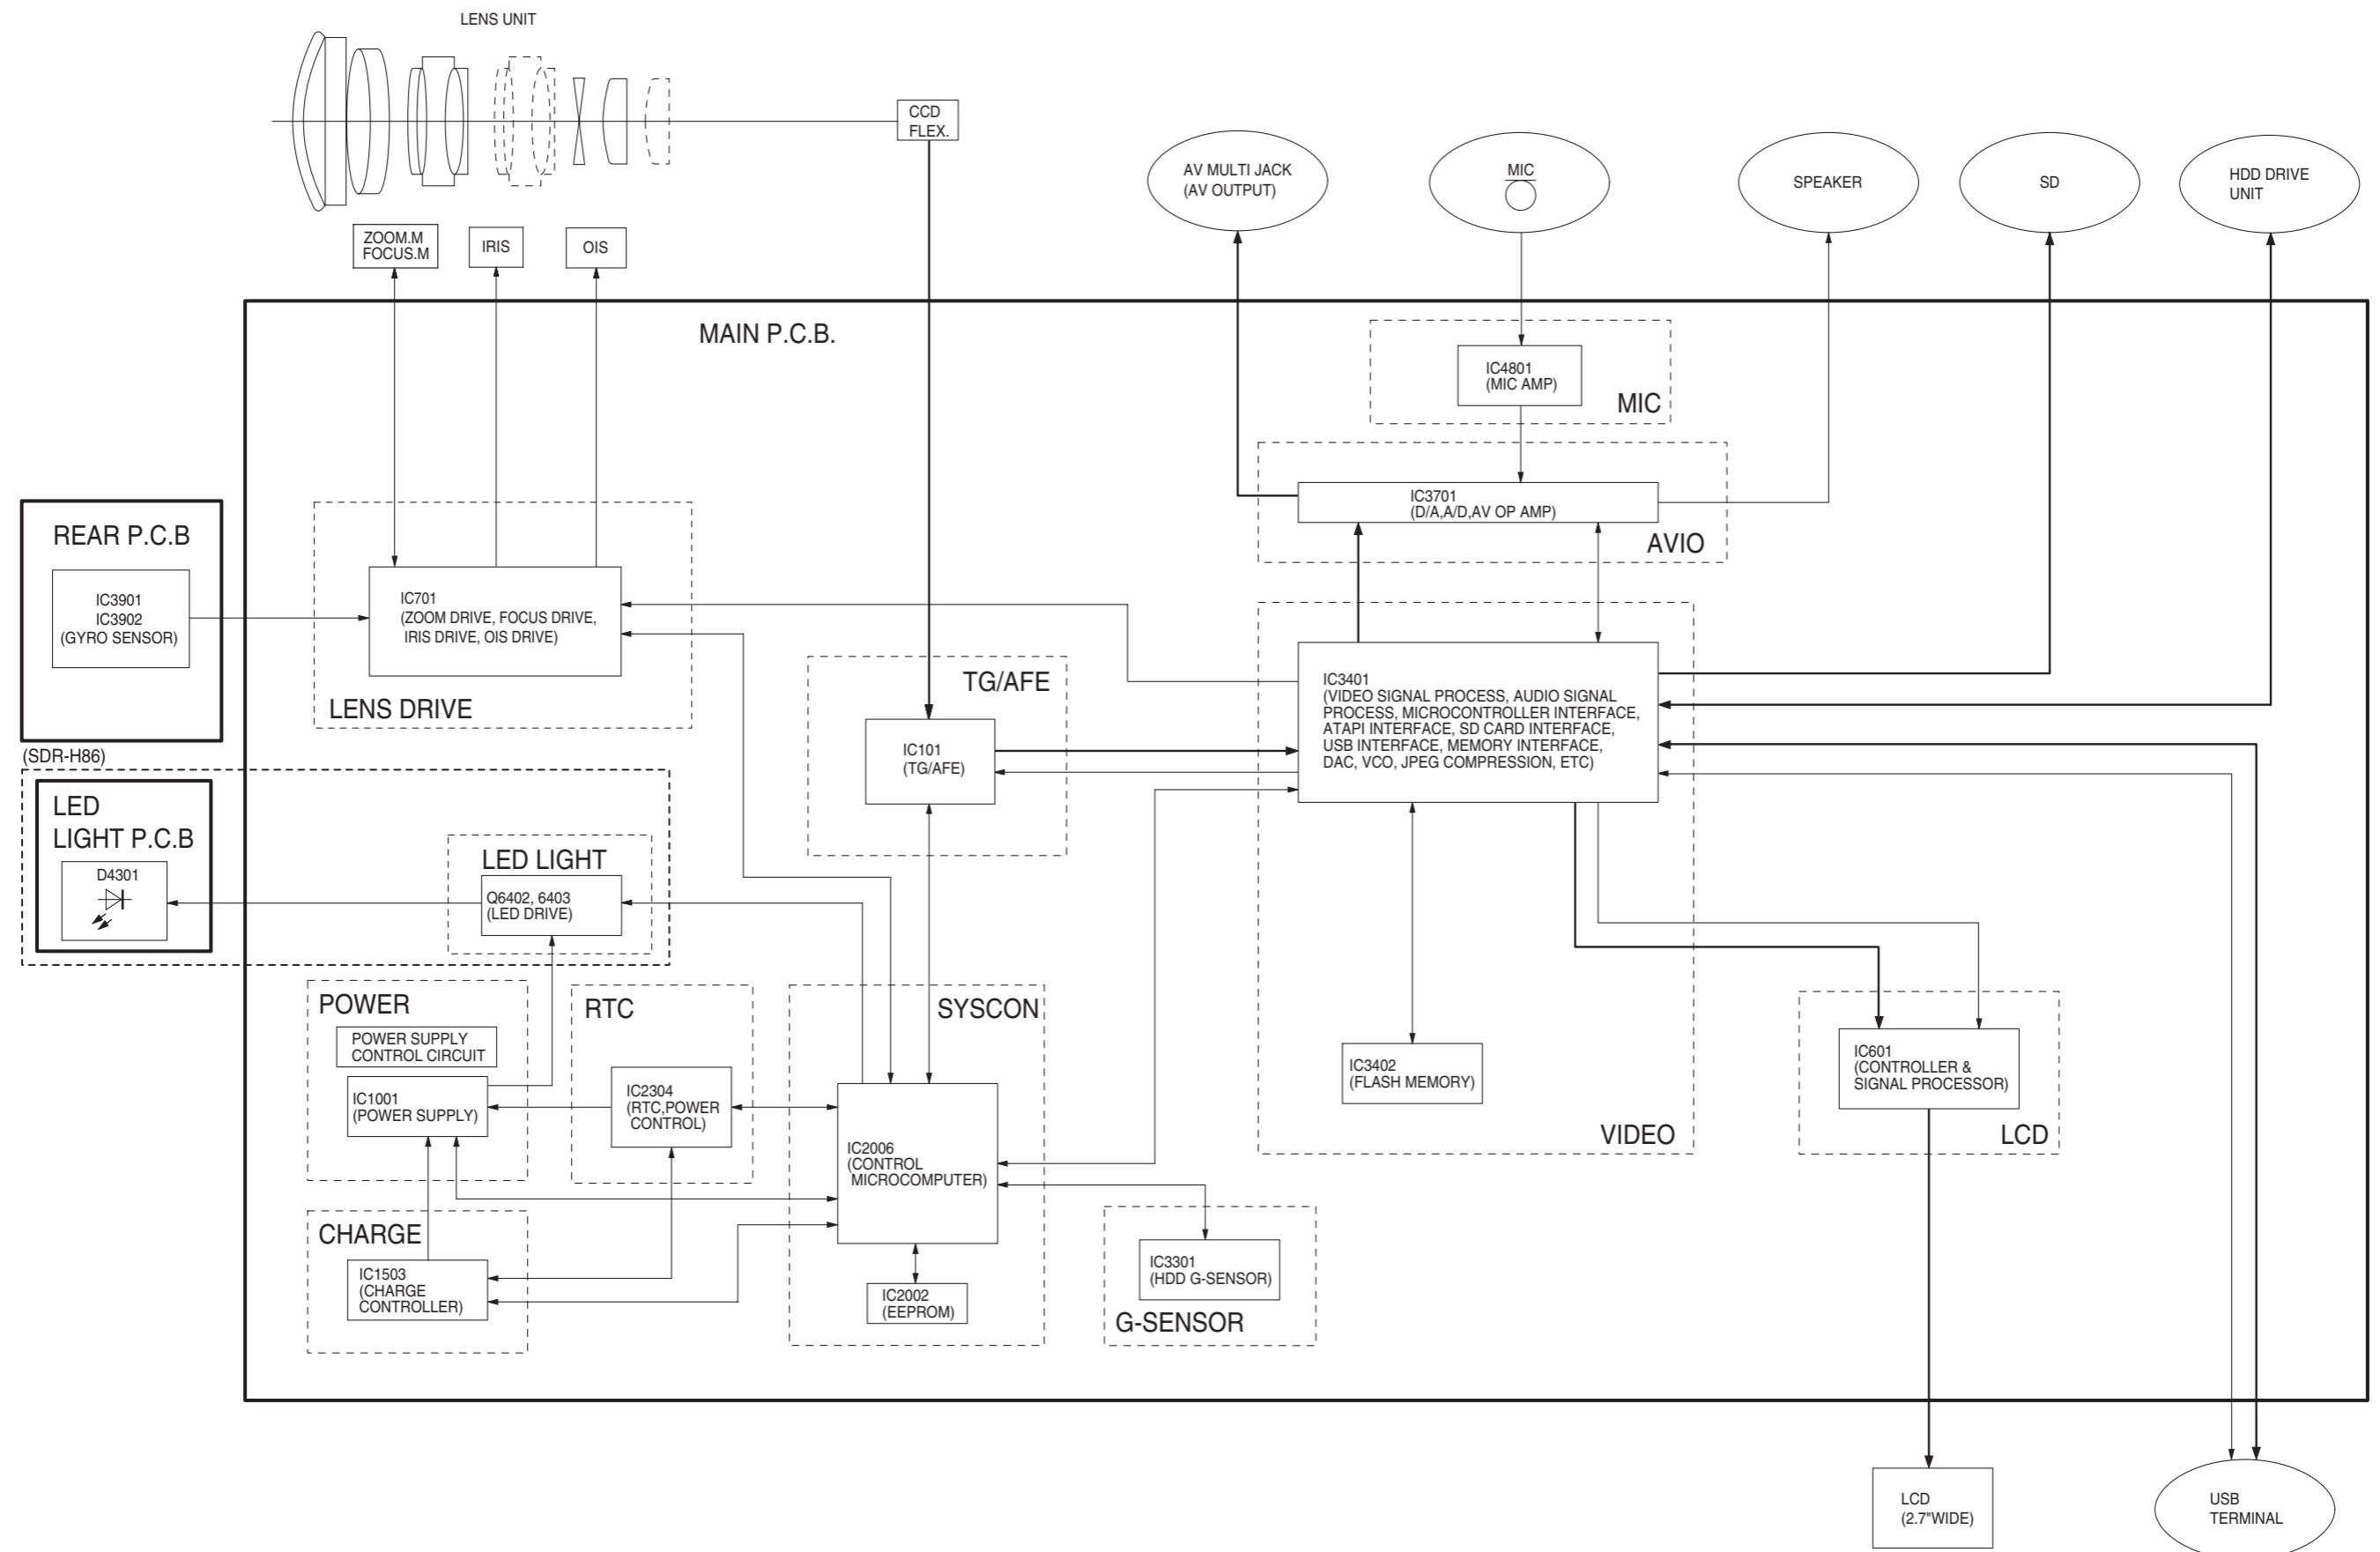 LENS UNIT
CCD
FLEX.
AV MULTI JACK
(AV OUTPUT)
MIC
SPEAKER
SD
HDD DRIVE
UNIT
ZOOM.M
FOCUS.M
IRIS
OIS
MAIN P.C.B.
IC4801
(MIC AMP)
MIC
IC3701
(D/A,A/D,AV OP AMP)
AVIO
REAR P.C.B
IC3901
IC3902
(GYRO SENSOR)
IC701
(ZOOM DRIVE, FOCUS DRIVE,
IRIS DRIVE, OIS DRIVE)
LENS DRIVE
TG/AFE
IC101
(TG/AFE)
IC3401
(VIDEO SIGNAL PROCESS, AUDIO SIGNAL
PROCESS, MICROCONTROLLER INTERFACE,
ATAPI INTERFACE, SD CARD INTERFACE,
USB INTERFACE, MEMORY INTERFACE,
DAC, VCO, JPEG COMPRESSION, ETC)
(SDR-H86)
LED
LIGHT P.C.B
D4301
LED LIGHT
Q6402, 6403
(LED DRIVE)
POWER
POWER SUPPLY
CONTROL CIRCUIT
IC1001
(POWER SUPPLY)
RTC
IC2304
(RTC,POWER
CONTROL)
SYSCON
IC2006
(CONTROL
MICROCOMPUTER)
IC3402
(FLASH MEMORY)
VIDEO
IC601
(CONTROLLER &
SIGNAL PROCESSOR)
LCD
CHARGE
IC1503
(CHARGE
CONTROLLER)
IC2002
(EEPROM)
IC3301
(HDD G-SENSOR)
G-SENSOR
LCD
(2.7"WIDE)
USB
TERMINAL